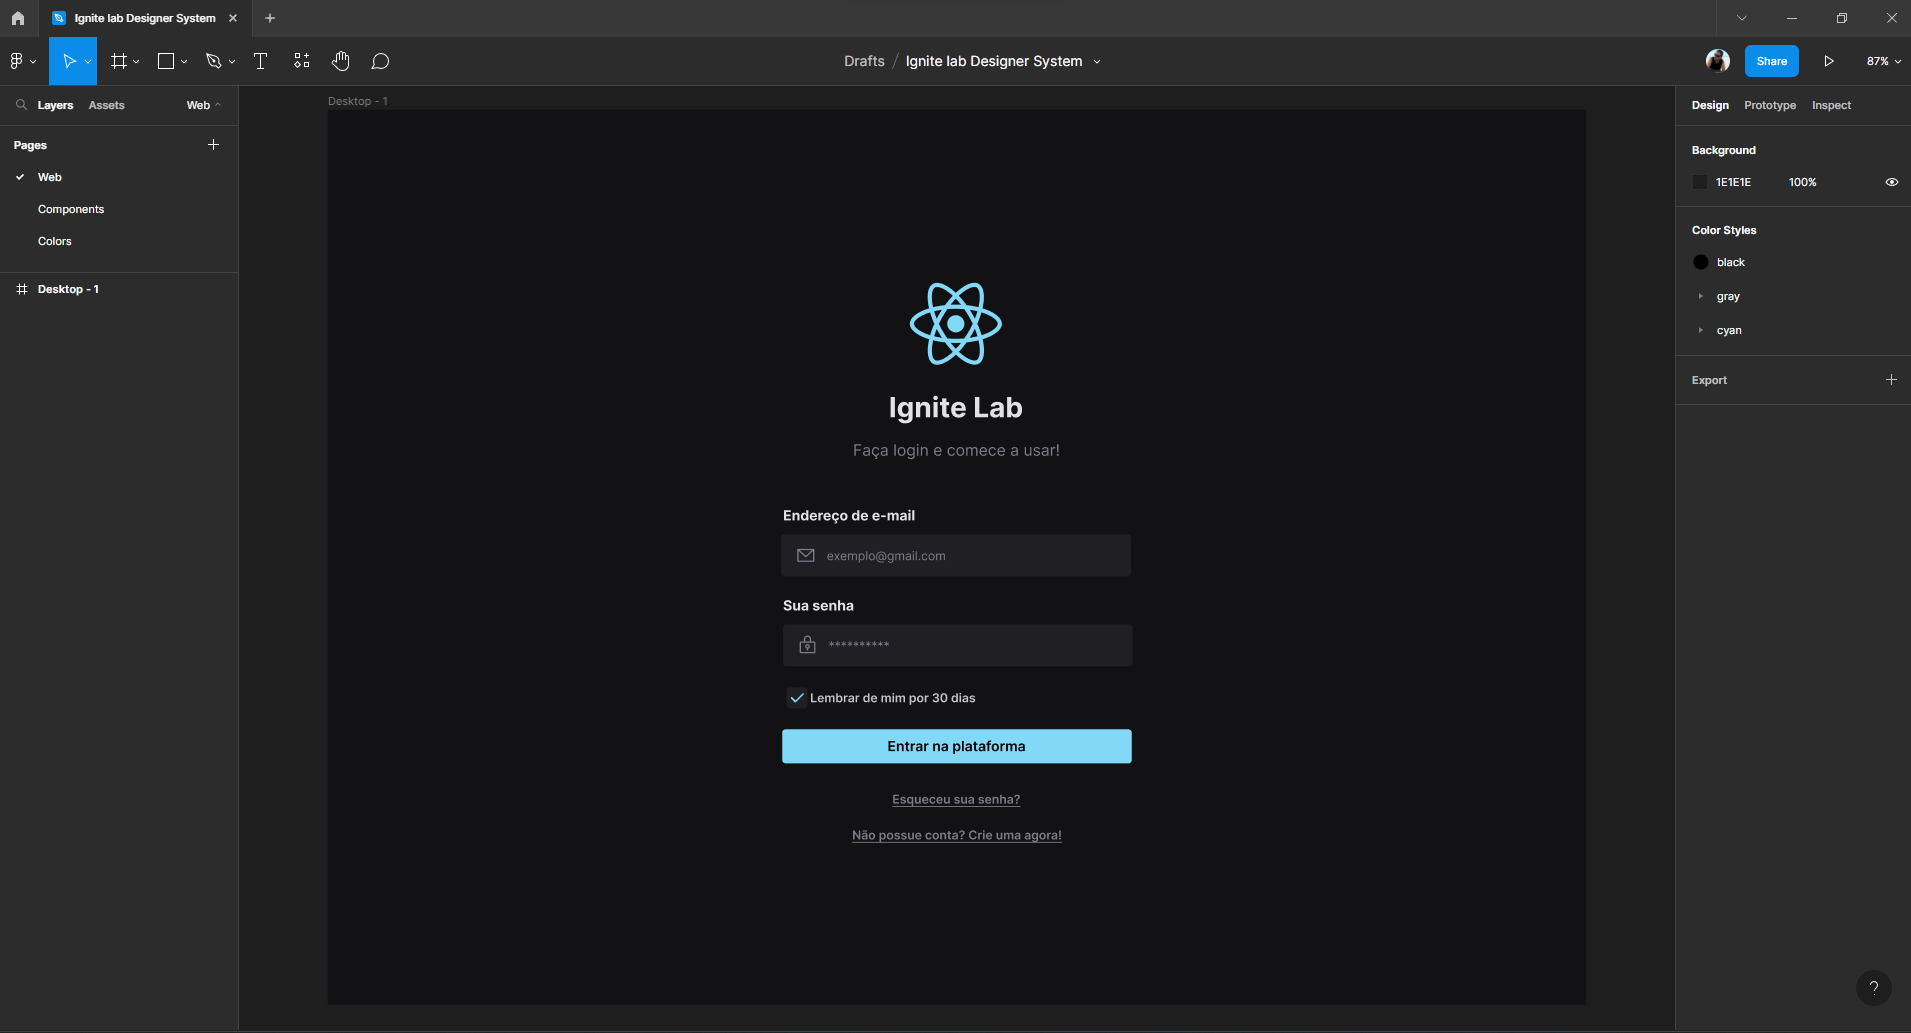 Ignite lab Designer System
Drafts / Ignite lab Designer System
Share
87%
Layers Assets Web
Pages
Web
Components
Colors
Desktop - 1
Desktop - 1
Ignite Lab
Faça login e comece a usar!
Endereço de e-mail
exemplo@gmail.com
Sua senha
**********
Lembrar de mim por 30 dias
Entrar na plataforma
Esqueceu sua senha?
Não possue conta? Crie uma agora!
Design Prototype Inspect
Background
1E1E1E 100%
Color Styles
black
gray
cyan
Export
?